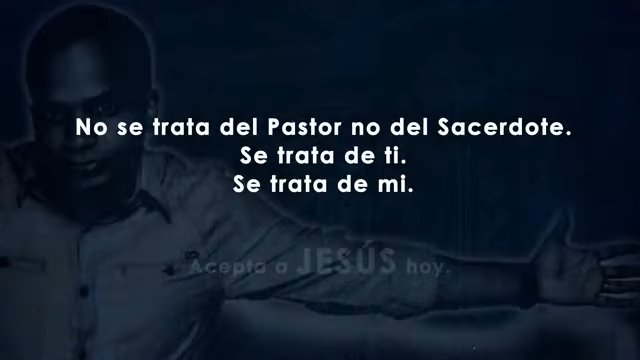 No se trata del Pastor no del Sacerdote.
Se trata de ti.
Se trata de mi.
Acepta a JESÚS hoy.